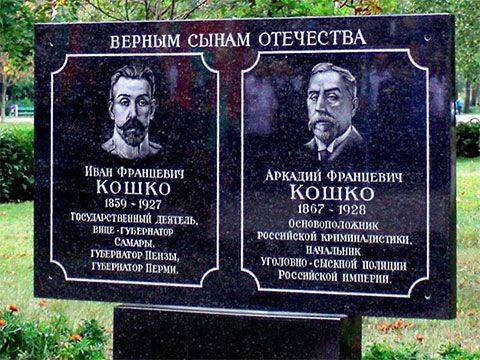 ВЕРНЫМ СЫНАМ ОТЕЧЕСТВА
ИВАН ФРАНЦЕВИЧ
КОШКО
1859 - 1927
ГОСУДАРСТВЕННЫЙ ДЕЯТЕЛЬ,
ВИЦЕ-ГУБЕРНАТОР
САМАРЫ,
ГУБЕРНАТОР ПЕНЗЫ,
ГУБЕРНАТОР ПЕРМИ.
АРКАДИЙ ФРАНЦЕВИЧ
КОШКО
1867 - 1928
ОСНОВОПОЛОЖНИК
РОССИЙСКОЙ КРИМИНАЛИСТИКИ,
НАЧАЛЬНИК
УГОЛОВНО-СЫСКНОЙ ПОЛИЦИИ
РОССИЙСКОЙ ИМПЕРИИ.